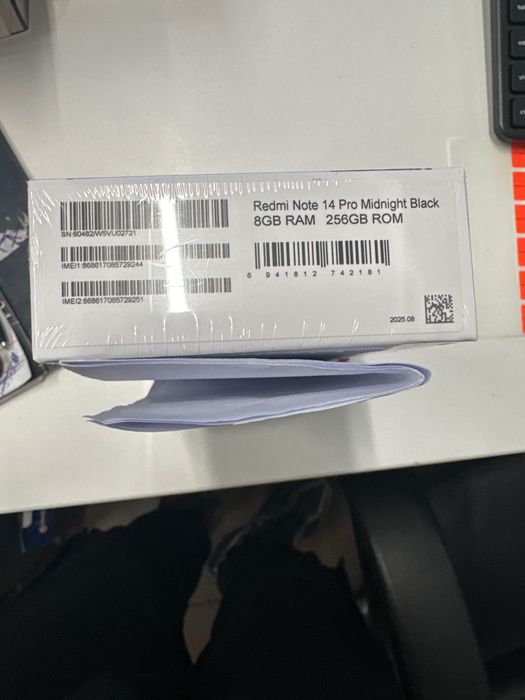 Redmi Note 14 Pro Midnight Black
8GB RAM 256GB ROM
SN:60482/W5VU02721
IMEI1:868617085729244
IMEI2:868617085729251
6 941812 742181
2025.08